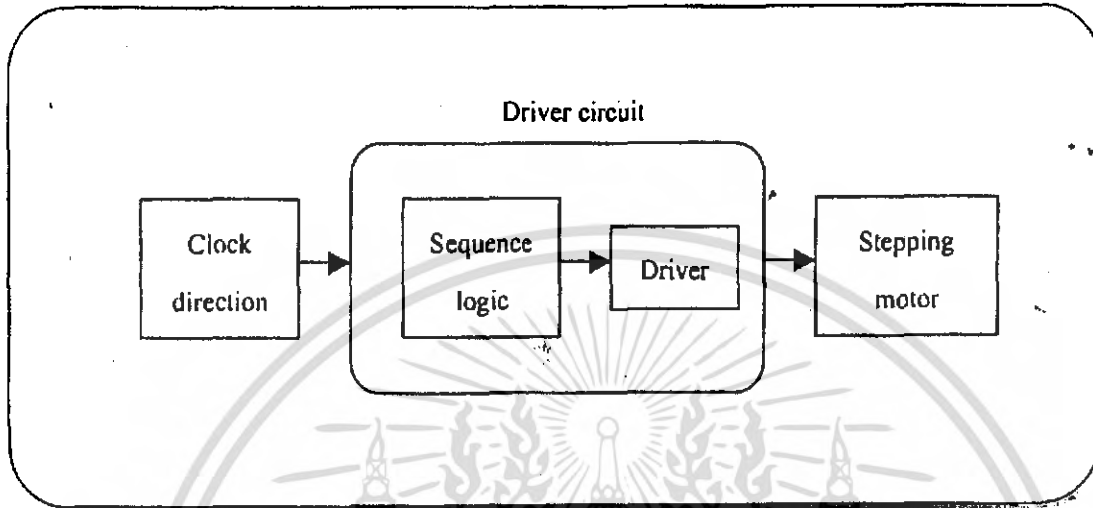 Driver circuit
Clock
direction
Sequence
logic
Driver
Stepping
motor